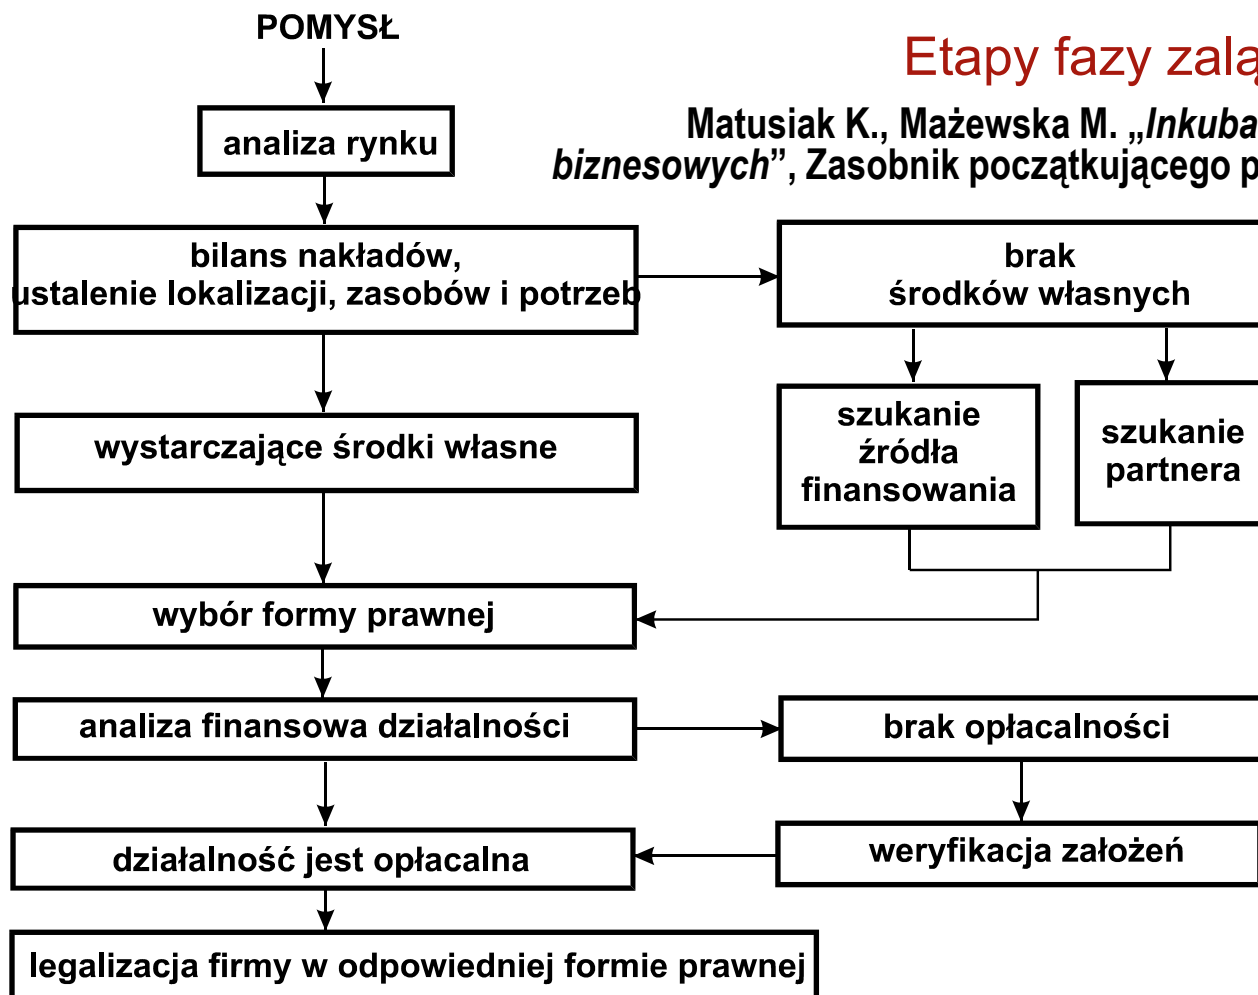 POMYSŁ
Etapy fazy zalą
Matusiak K., Mażewska M. „Inkuba
biznesowych”, Zasobnik początkującego p
analiza rynku
bilans nakładów,
ustalenie lokalizacji, zasobów i potrzeb
brak
środków własnych
wystarczające środki własne
szukanie
źródła
finansowania
szukanie
partnera
wybór formy prawnej
analiza finansowa działalności
brak opłacalności
działalność jest opłacalna
weryfikacja założeń
legalizacja firmy w odpowiedniej formie prawnej